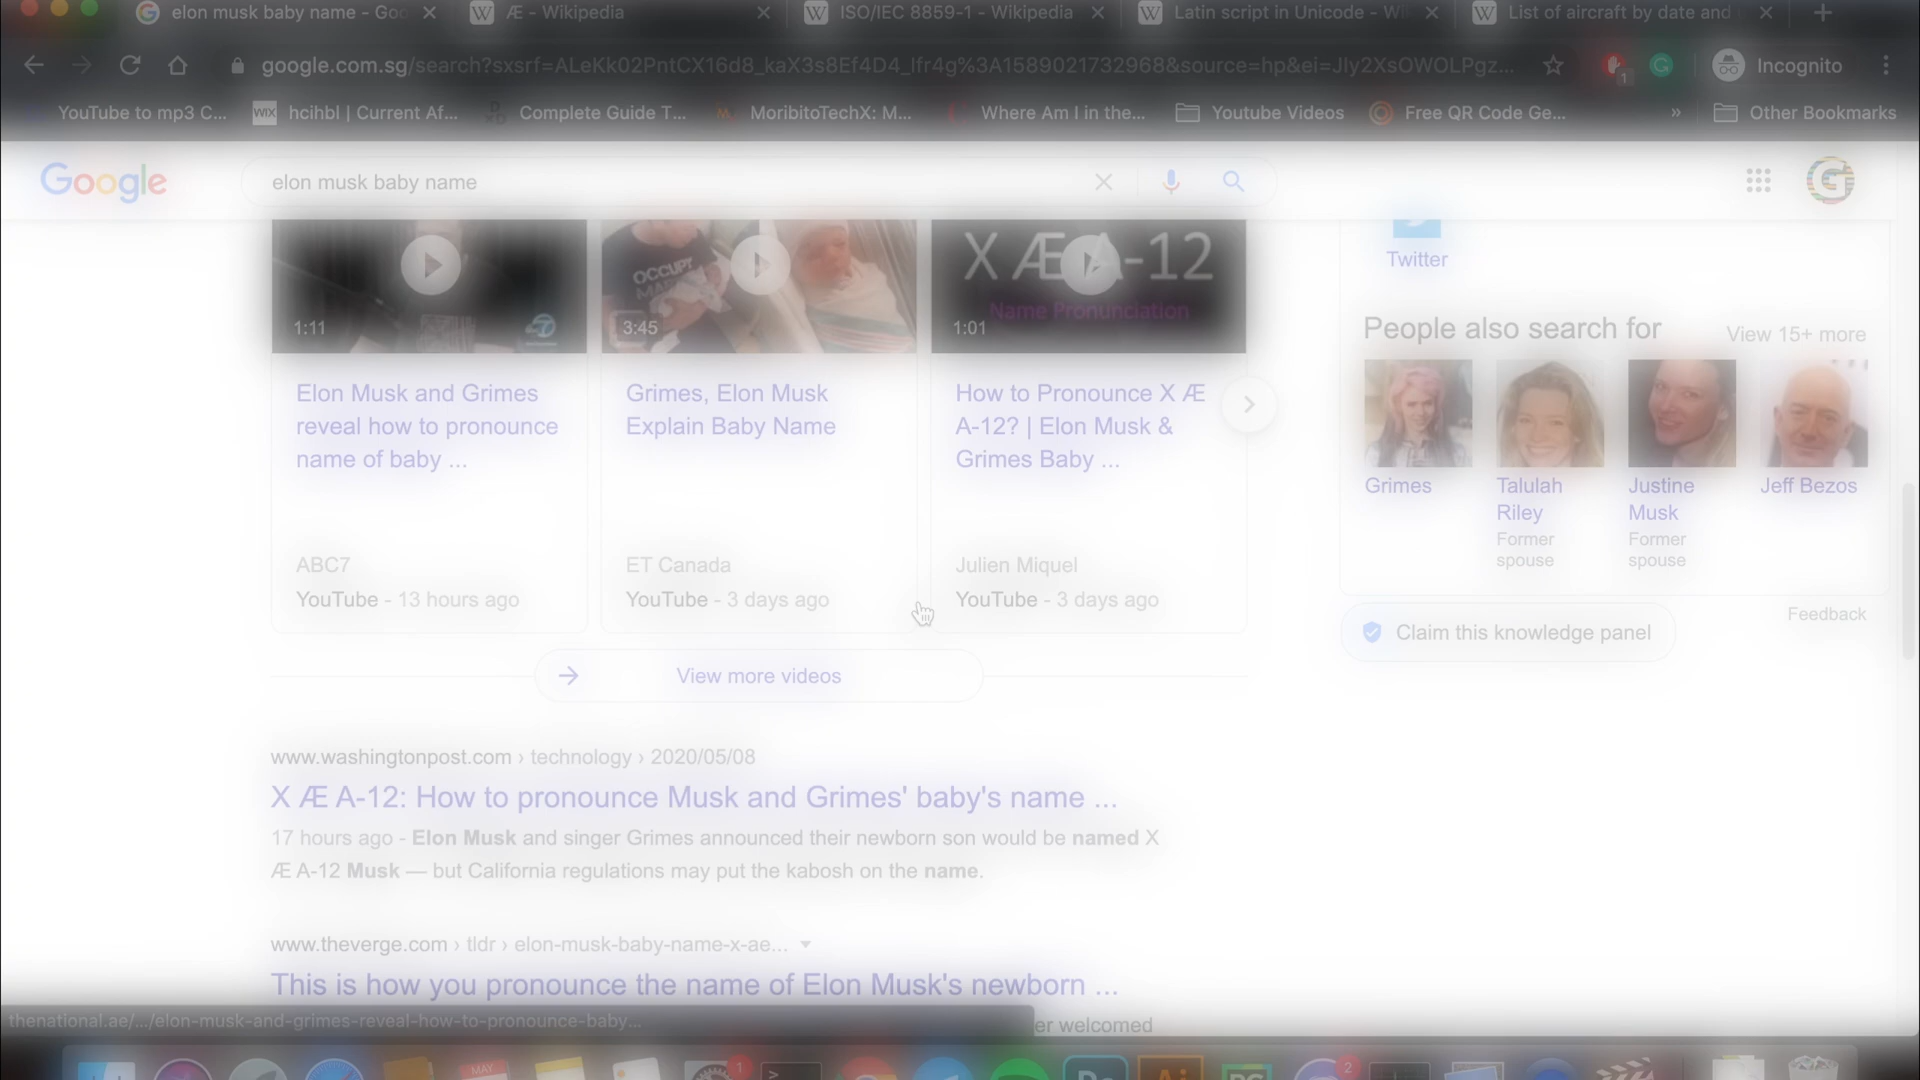 elon musk baby name - Goo
Æ - Wikipedia
ISO/IEC 8859-1 - Wikipedia
Latin script in Unicode - Wi
List of aircraft by date and
google.com.sg/search?sxsrf=ALeKk02PntCX16d8_kaX3s8Ef4D4_lfr4g%3A1589021732968&source=hp&ei=Jly2XsOWOLPgz...
1
Incognito
YouTube to mp3 C...
WIX
hcihbl | Current Af...
Complete Guide T...
MoribitoTechX: M...
Where Am I in the...
Youtube Videos
Free QR Code Ge...
»
Other Bookmarks
Google
elon musk baby name
OCCUPY
X Æ A-12
Name Pronunciation
1:11
3:45
1:01
Elon Musk and Grimes
reveal how to pronounce
name of baby ...
Grimes, Elon Musk
Explain Baby Name
How to Pronounce X Æ
A-12? | Elon Musk &
Grimes Baby ...
ABC7
YouTube - 13 hours ago
ET Canada
YouTube - 3 days ago
Julien Miquel
YouTube - 3 days ago
View more videos
Twitter
People also search for
View 15+ more
Grimes
Talulah
Riley
Former
spouse
Justine
Musk
Former
spouse
Jeff Bezos
Feedback
Claim this knowledge panel
www.washingtonpost.com › technology › 2020/05/08
X Æ A-12: How to pronounce Musk and Grimes' baby's name ...
17 hours ago - Elon Musk and singer Grimes announced their newborn son would be named X
Æ A-12 Musk — but California regulations may put the kabosh on the name.
www.theverge.com › tldr › elon-musk-baby-name-x-ae...
This is how you pronounce the name of Elon Musk's newborn ...
er welcomed
thenational.ae/.../elon-musk-and-grimes-reveal-how-to-pronounce-baby...
MAY
1
2